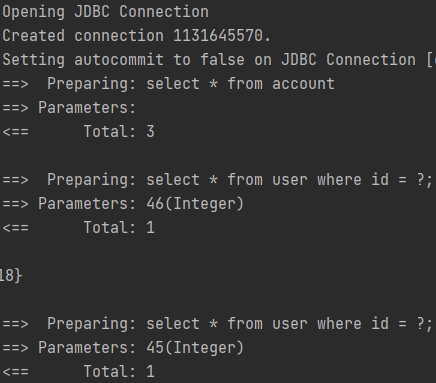 Opening JDBC Connection
Created connection 1131645570.
Setting autocommit to false on JDBC Connection [
==>  Preparing: select * from account
==> Parameters:
<==      Total: 3
==>  Preparing: select * from user where id = ?;
==> Parameters: 46(Integer)
<==      Total: 1
18}
==>  Preparing: select * from user where id = ?;
==> Parameters: 45(Integer)
<==      Total: 1